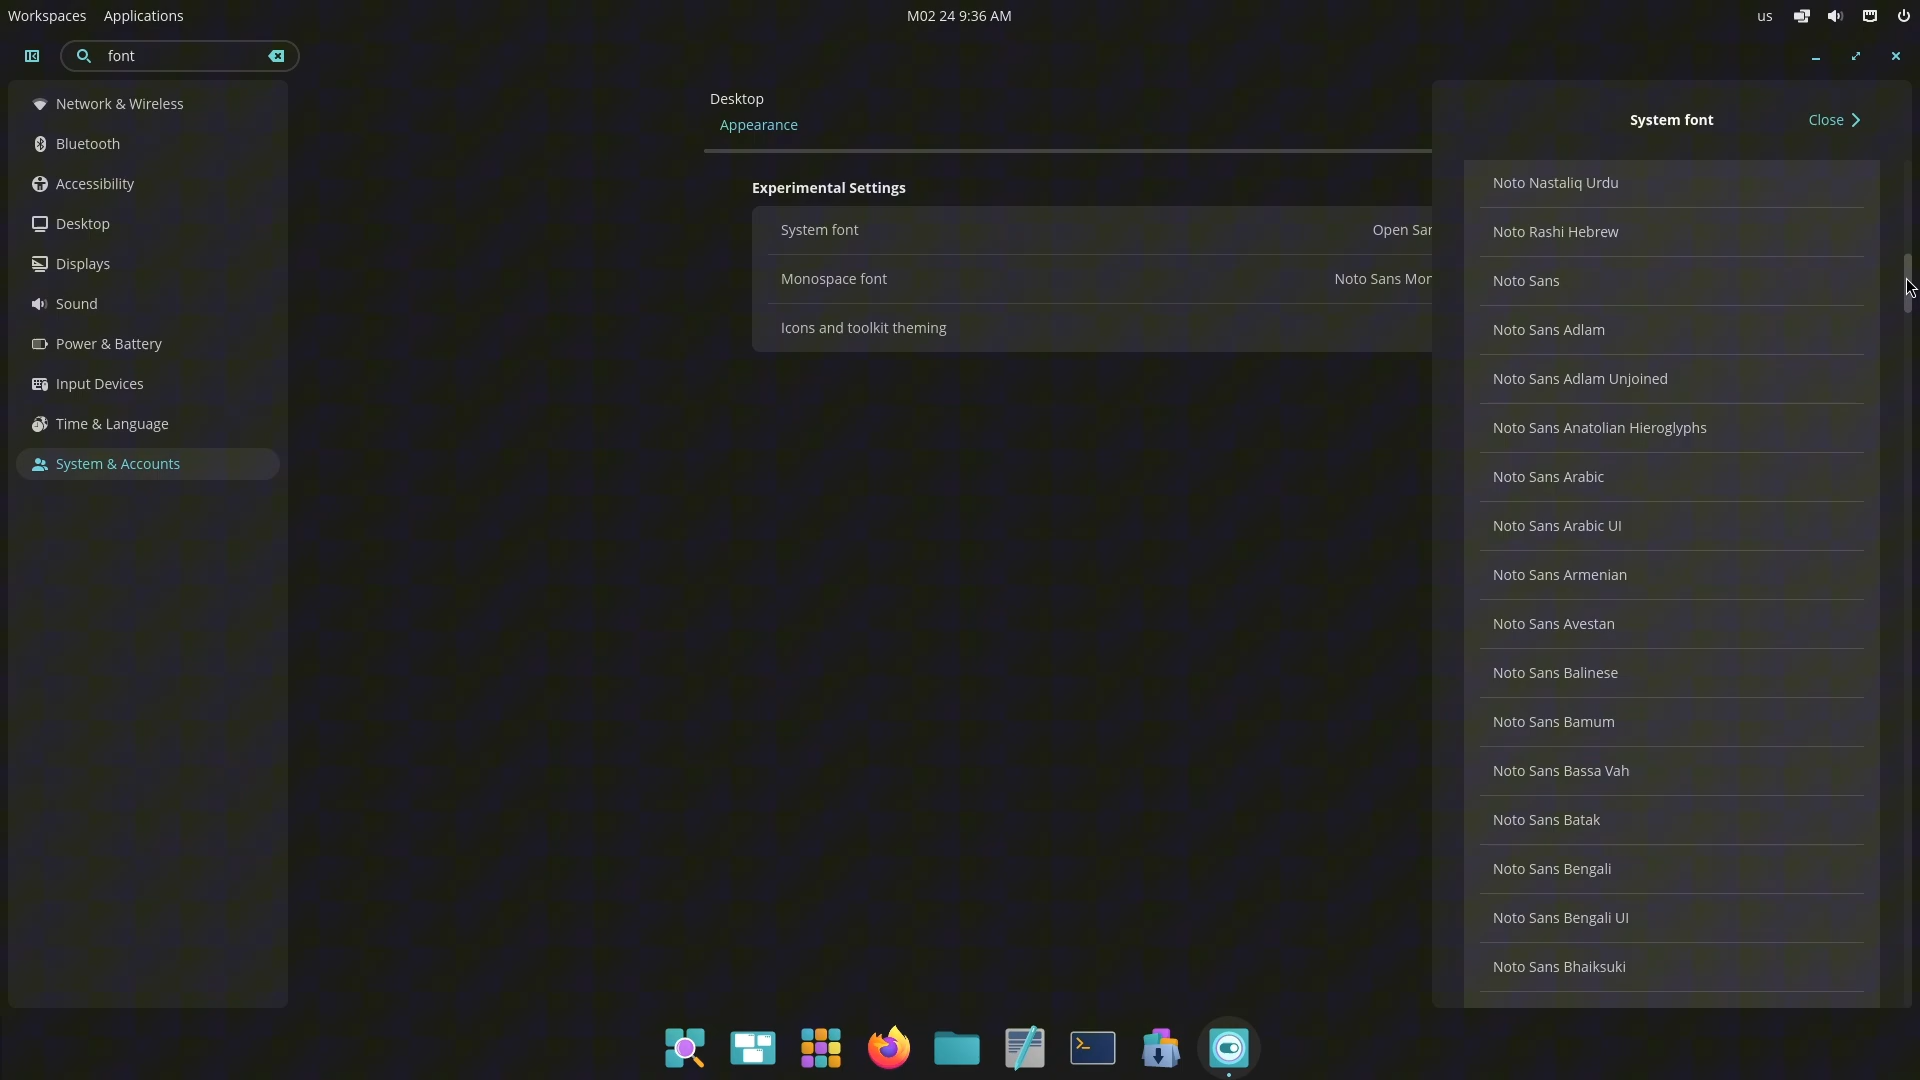 Workspaces Applications M02 24 9:36 AM us
font
Network & Wireless
Bluetooth
Accessibility
Desktop
Displays
Sound
Power & Battery
Input Devices
Time & Language
System & Accounts
Desktop
Appearance
Experimental Settings
System font Open Sar
Monospace font Noto Sans Mor
Icons and toolkit theming
System font Close
Noto Nastaliq Urdu
Noto Rashi Hebrew
Noto Sans
Noto Sans Adlam
Noto Sans Adlam Unjoined
Noto Sans Anatolian Hieroglyphs
Noto Sans Arabic
Noto Sans Arabic UI
Noto Sans Armenian
Noto Sans Avestan
Noto Sans Balinese
Noto Sans Bamum
Noto Sans Bassa Vah
Noto Sans Batak
Noto Sans Bengali
Noto Sans Bengali UI
Noto Sans Bhaiksuki